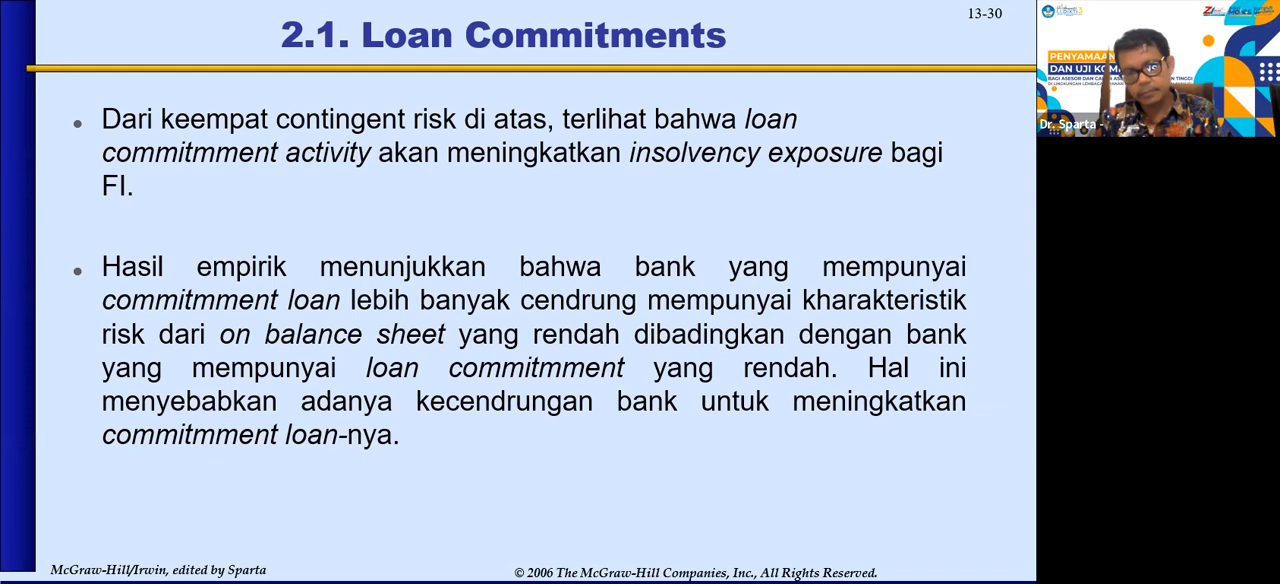 13-30
2.1. Loan Commitments
• Dari keempat contingent risk di atas, terlihat bahwa loan
commitmment activity akan meningkatkan insolvency exposure bagi
FI.
• Hasil empirik menunjukkan bahwa bank yang mempunyai
commitmment loan lebih banyak cendrung mempunyai kharakteristik
risk dari on balance sheet yang rendah dibadingkan dengan bank
yang mempunyai loan commitmment yang rendah. Hal ini
menyebabkan adanya kecendrungan bank untuk meningkatkan
commitmment loan-nya.
McGraw-Hill/Irwin, edited by Sparta
© 2006 The McGraw-Hill Companies, Inc., All Rights Reserved.
PENYAMAAN
DAN UJI
Dr. Sparta -